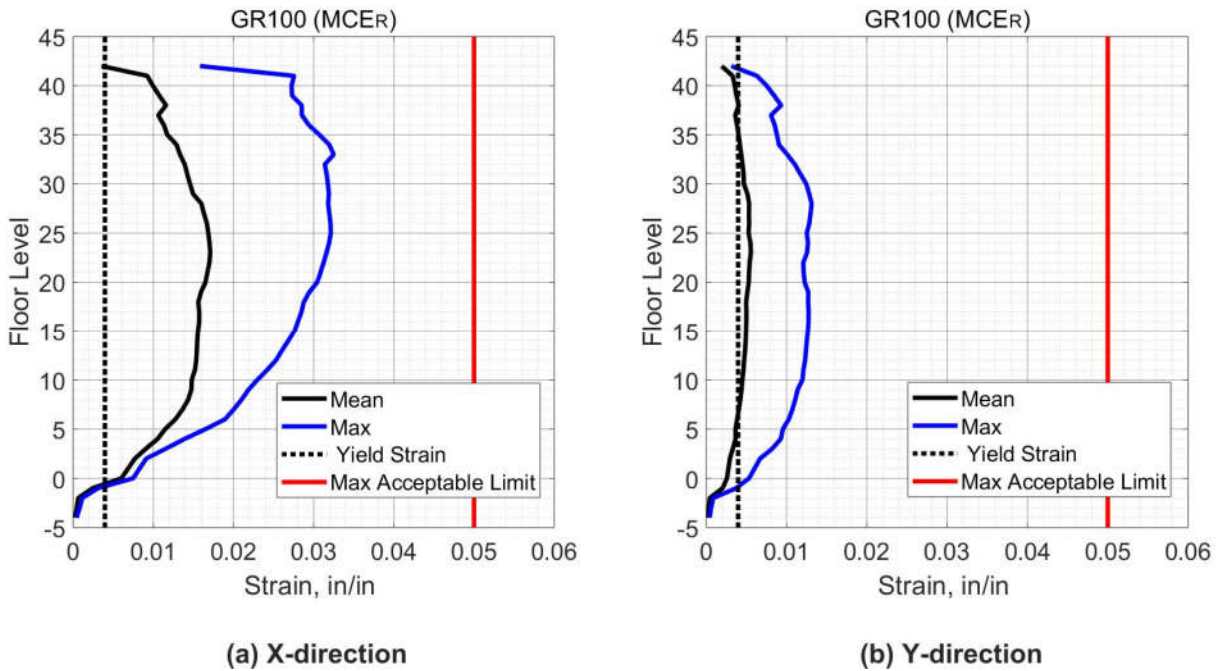 GR100 (MCER)
45
40
35
30
25
20
15
10
5
0
-5
Floor Level
Mean
Max
Yield Strain
Max Acceptable Limit
0 0.01 0.02 0.03 0.04 0.05 0.06
Strain, in/in
(a) X-direction
GR100 (MCER)
45
40
35
30
25
20
15
10
5
0
-5
Floor Level
Mean
Max
Yield Strain
Max Acceptable Limit
0 0.01 0.02 0.03 0.04 0.05 0.06
Strain, in/in
(b) Y-direction